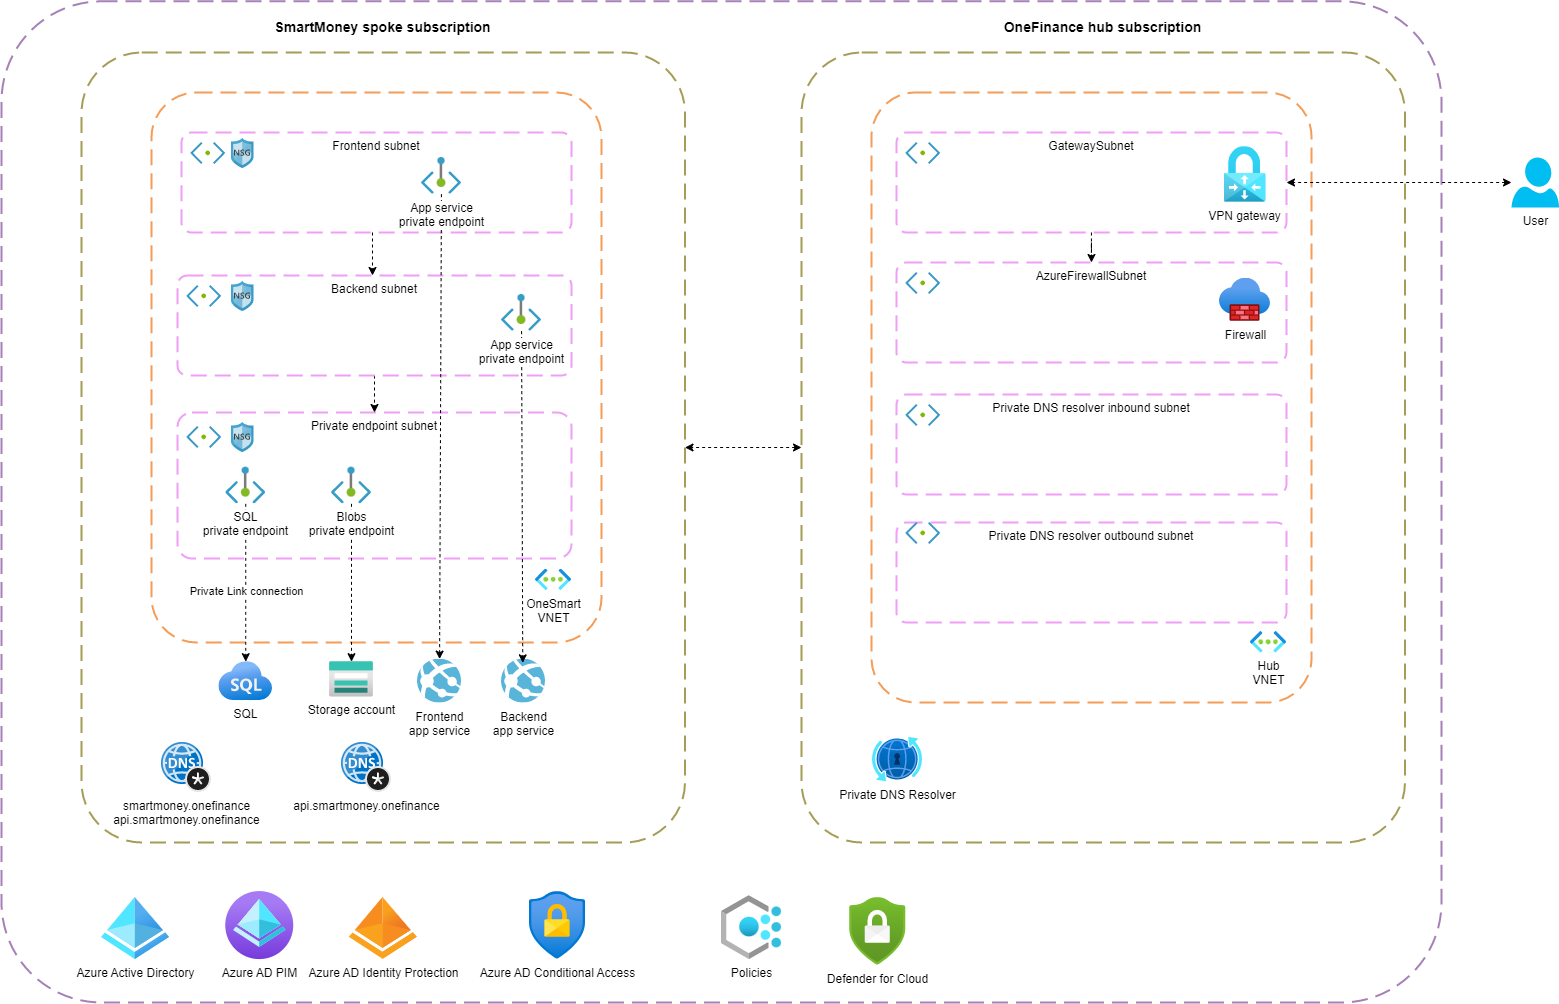 SmartMoney spoke subscription
OneFinance hub subscription
NSG
Frontend subnet
App service
private endpoint
NSG
Backend subnet
App service
private endpoint
NSG
Private endpoint subnet
SQL
private endpoint
Blobs
private endpoint
Private Link connection
OneSmart
VNET
SQL
SQL
Storage account
Frontend
app service
Backend
app service
DNS
*
smartmoney.onefinance
api.smartmoney.onefinance
DNS
*
api.smartmoney.onefinance
GatewaySubnet
VPN gateway
User
AzureFirewallSubnet
Firewall
Private DNS resolver inbound subnet
Private DNS resolver outbound subnet
Hub
VNET
Private DNS Resolver
Azure Active Directory
Azure AD PIM
Azure AD Identity Protection
Azure AD Conditional Access
Policies
Defender for Cloud